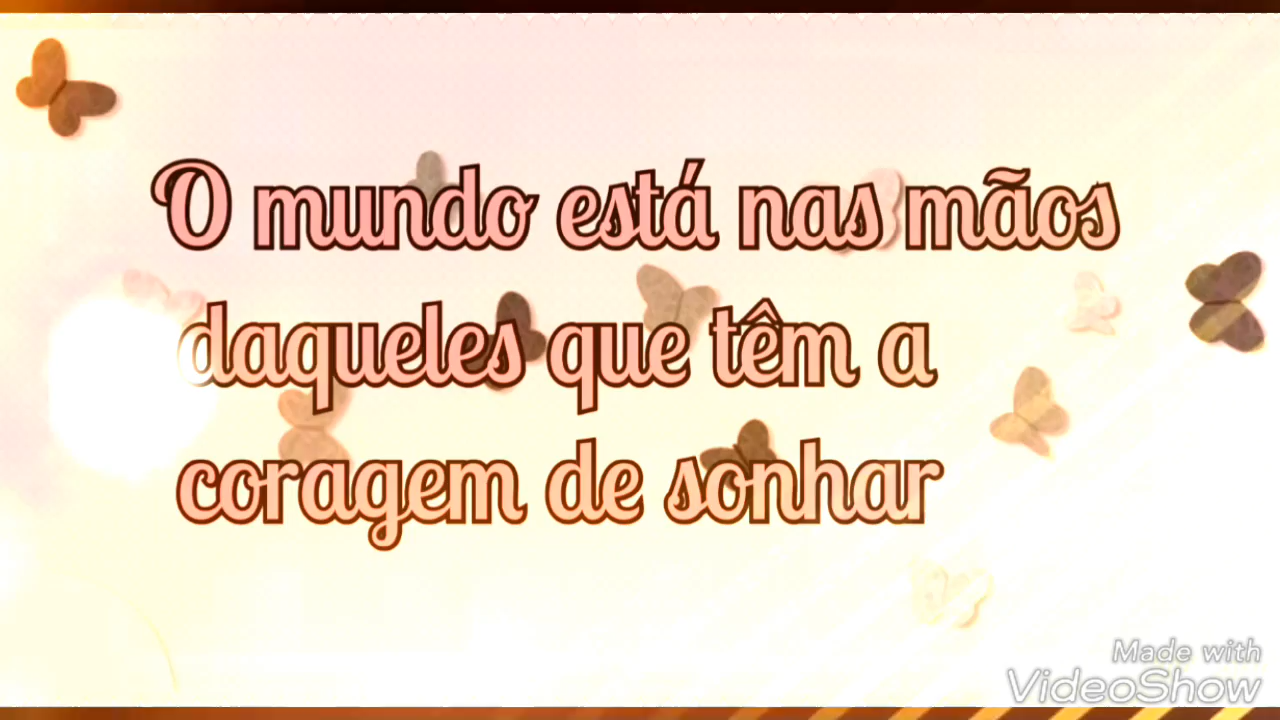 O mundo está nas mãos
daqueles que têm a
coragem de sonhar
Made with
VideoShow